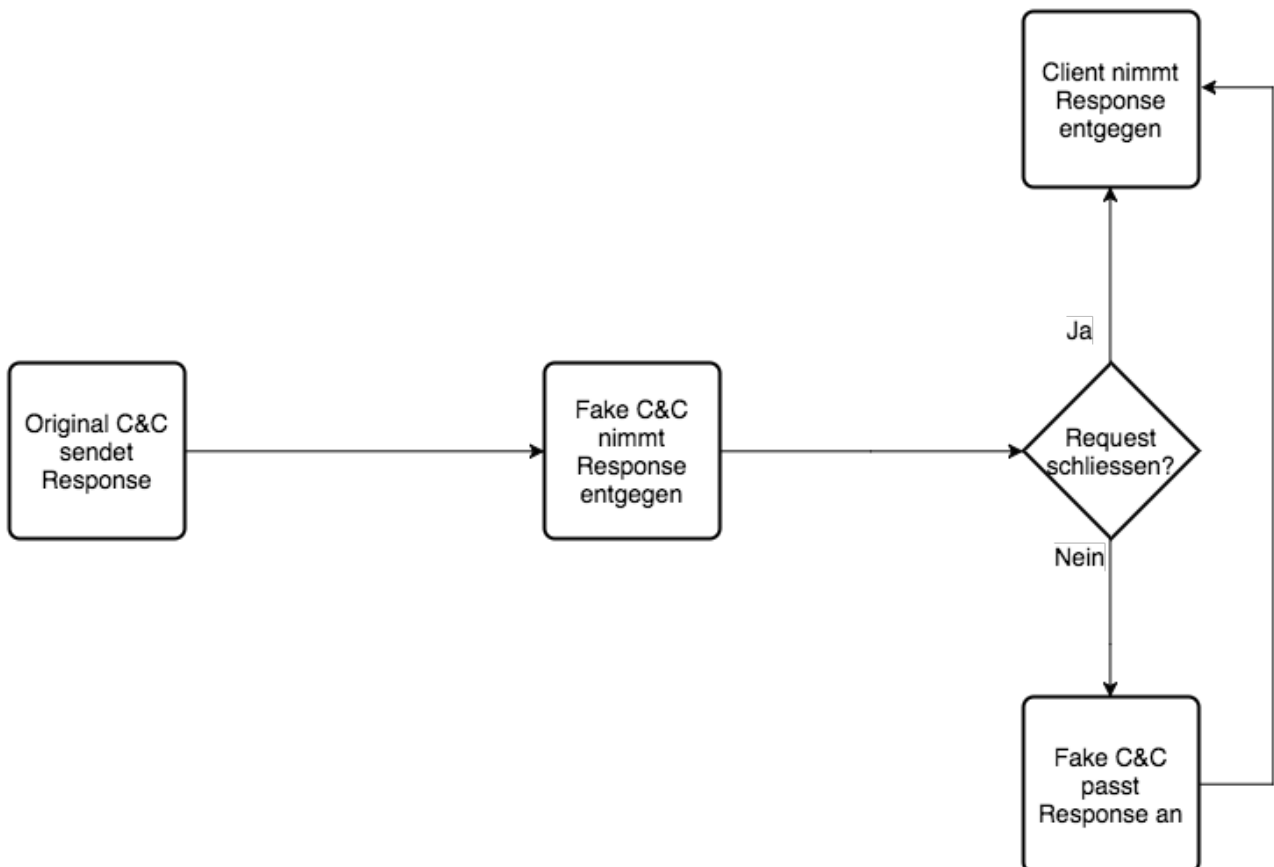 Client nimmt
Response
entgegen
Ja
Original C&C
sendet
Response
Fake C&C
nimmt
Response
entgegen
Request
schliessen?
Nein
Fake C&C
passt
Response an